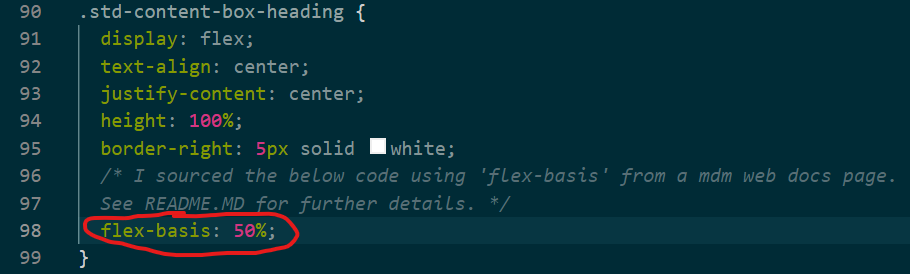 90 .std-content-box-heading {
91 display: flex;
92 text-align: center;
93 justify-content: center;
94 height: 100%;
95 border-right: 5px solid white;
96 /* I sourced the below code using 'flex-basis' from a mdm web docs page.
97 See README.MD for further details. */
98 flex-basis: 50%;
99 }